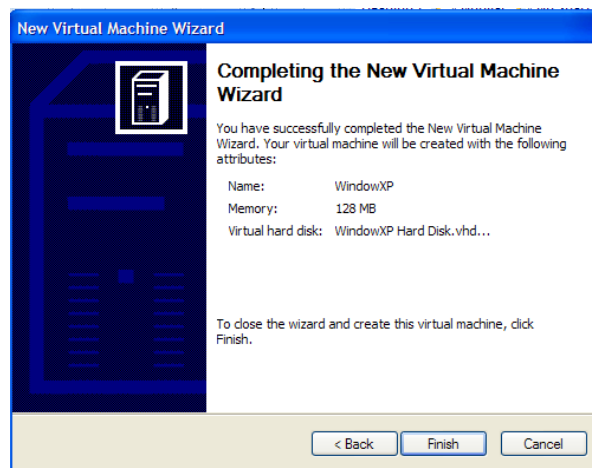 New Virtual Machine Wizard
Completing the New Virtual Machine
Wizard
You have successfully completed the New Virtual Machine
Wizard. Your virtual machine will be created with the following
attributes:
Name: WindowXP
Memory: 128 MB
Virtual hard disk: WindowXP Hard Disk.vhd...
To close the wizard and create this virtual machine, click
Finish.
< Back Finish Cancel